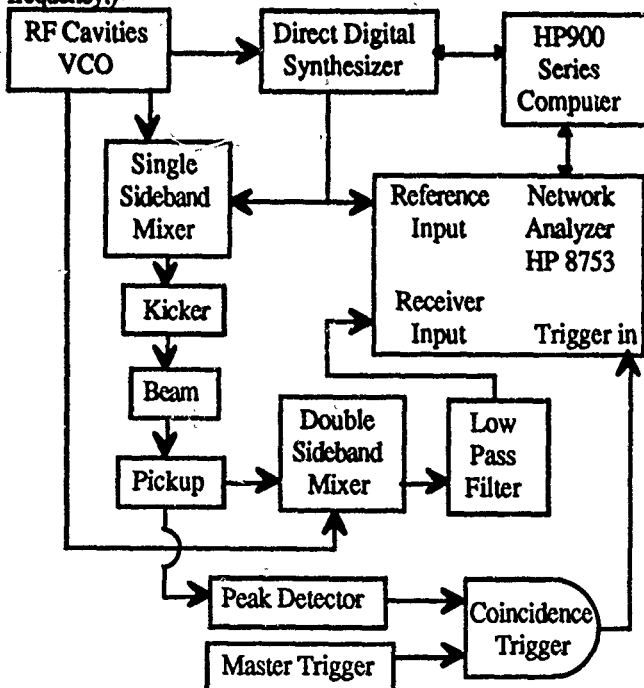 frequency.)
RF Cavities
VCO
Direct Digital
Synthesizer
HP900
Series
Computer
Single
Sideband
Mixer
Reference
Input
Network
Analyzer
HP 8753
Kicker
Receiver
Input
Trigger in
Beam
Double
Sideband
Mixer
Low
Pass
Filter
Pickup
Peak Detector
Coincidence
Trigger
Master Trigger